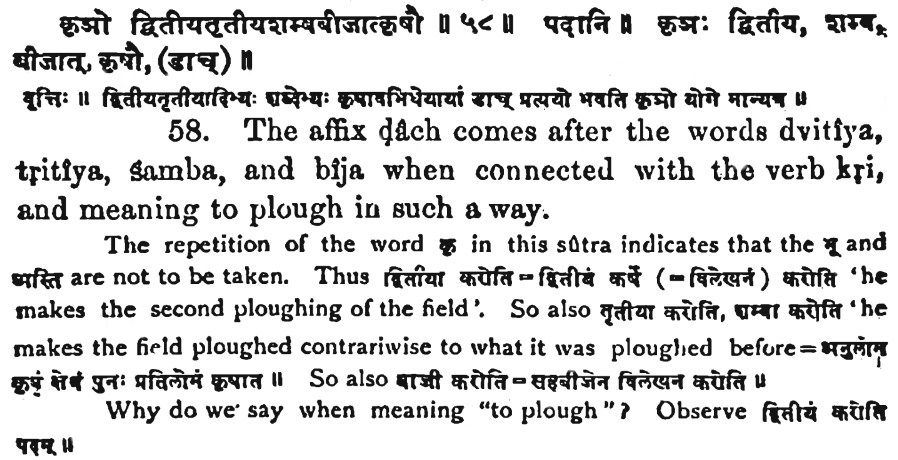 कृञो द्वितीयतृतीयशम्बबीजात्कृषौ ॥ ५८ ॥ पदानि ॥ कृञः द्वितीय, शम्ब,
बीजात्, कृषौ, (डाच्) ॥
वृत्तिः ॥ द्वितीयतृतीयादिभ्यः शब्देभ्यः कृषावभिधेयायां डाच् प्रत्ययो भवति कृञो योगे नान्यत्र ॥
58. The affix ḍâch comes after the words dvitîya,
tṛitîya, śamba, and bîja when connected with the verb kṛi,
and meaning to plough in such a way.
The repetition of the word कृ in this sûtra indicates that the भू and
अस्ति are not to be taken. Thus द्वितीया करोति = द्वितीयं कर्षं ( = विलेखनं ) करोति 'he
makes the second ploughing of the field'. So also तृतीया करोति, शम्बा करोति 'he
makes the field ploughed contrariwise to what it was ploughed before = अनुलोम
कृष्टं क्षेत्रं पुनः प्रतिलोमं कृषति ॥ So also बीजा करोति = सहबीजेन विलेखनं करोति ॥
Why do we say when meaning "to plough"? Observe द्वितीयं करोति
पदम् ॥